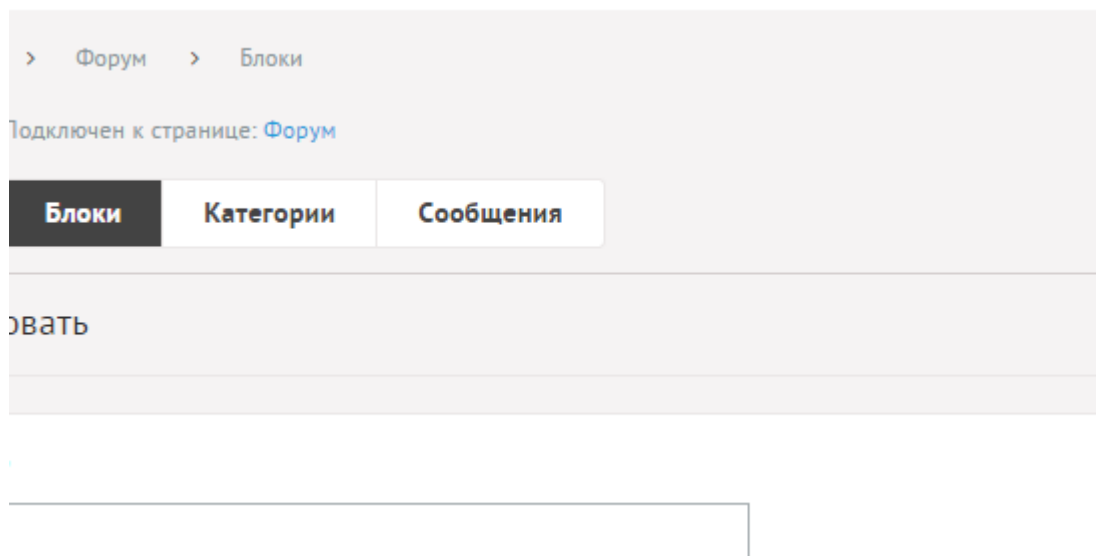 > Форум > Блоки
Подключен к странице: Форум
Блоки Категории Сообщения
овать